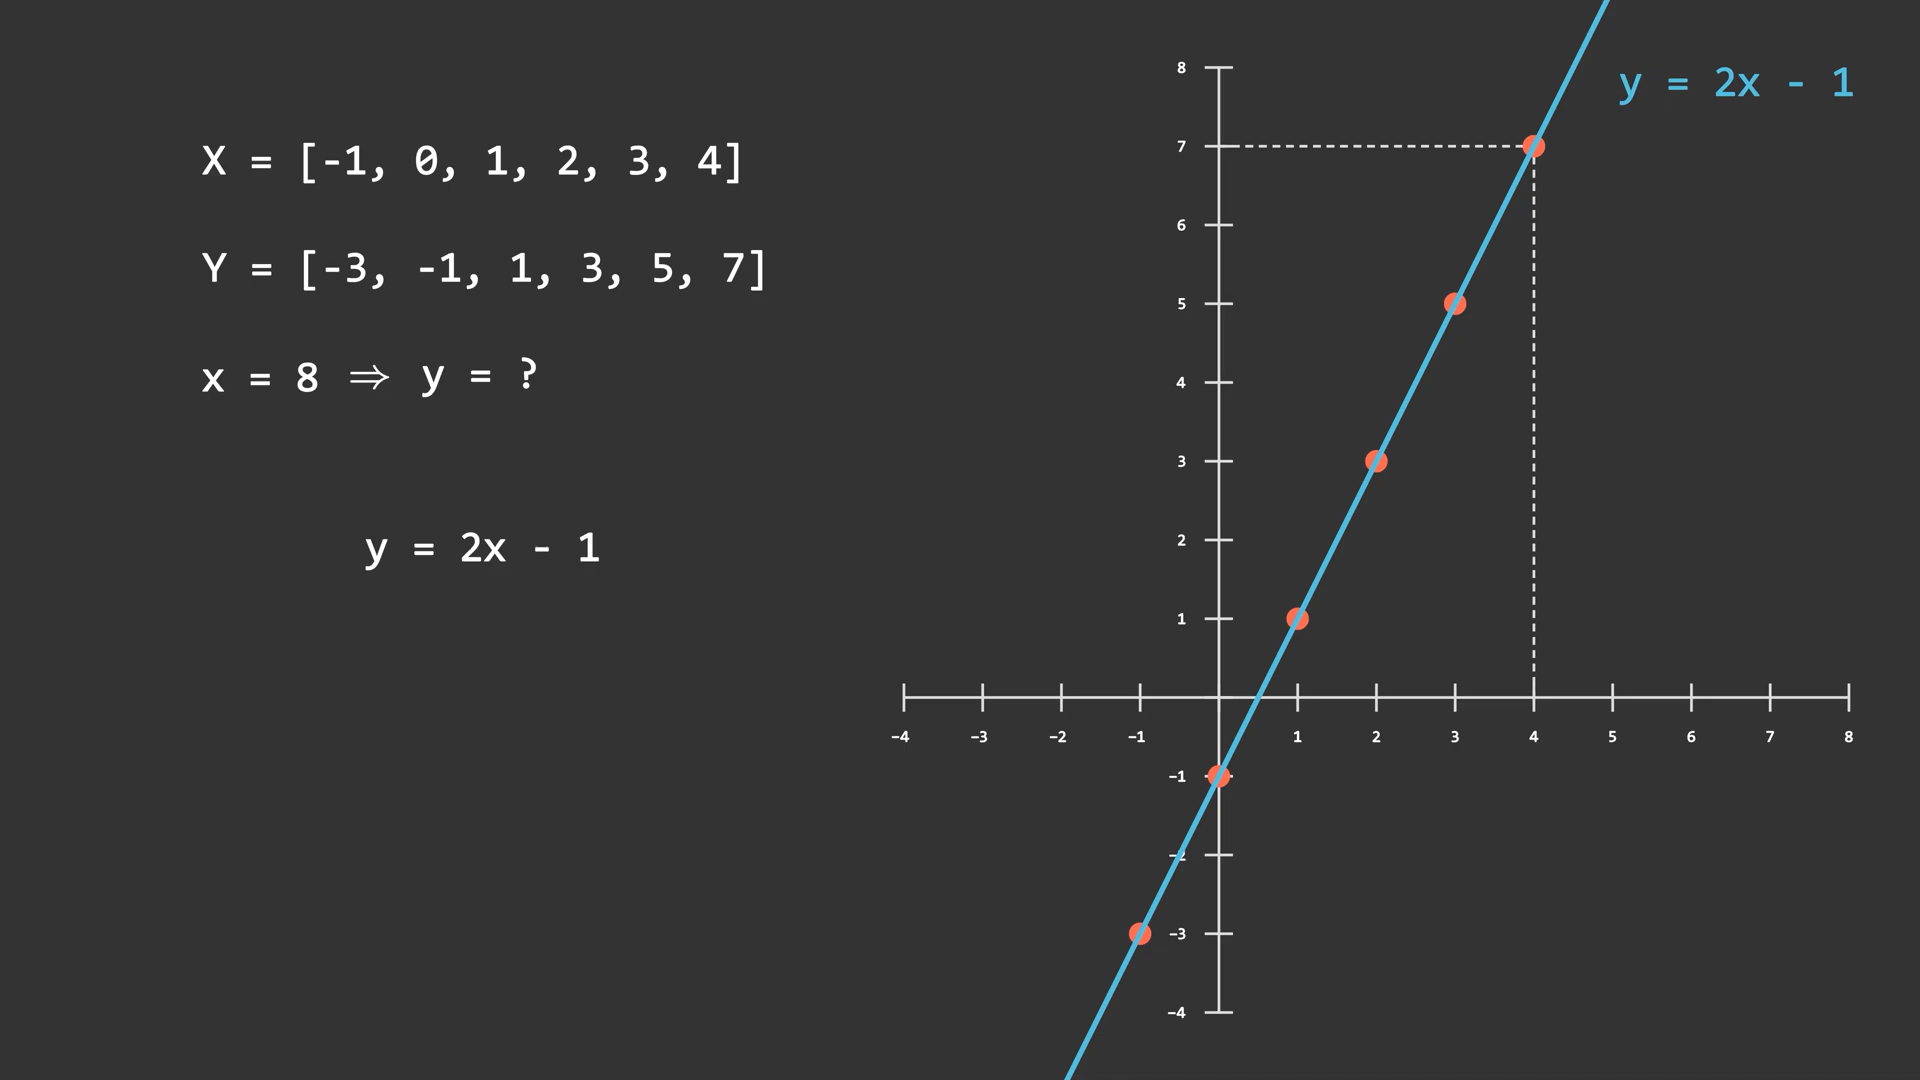 X = [-1, 0, 1, 2, 3, 4]
Y = [-3, -1, 1, 3, 5, 7]
x = 8 ⇒ y = ?
y = 2x - 1
y = 2x - 1
8
7
6
5
4
3
2
1
-4 -3 -2 -1 1 2 3 4 5 6 7 8
-1
-2
-3
-4